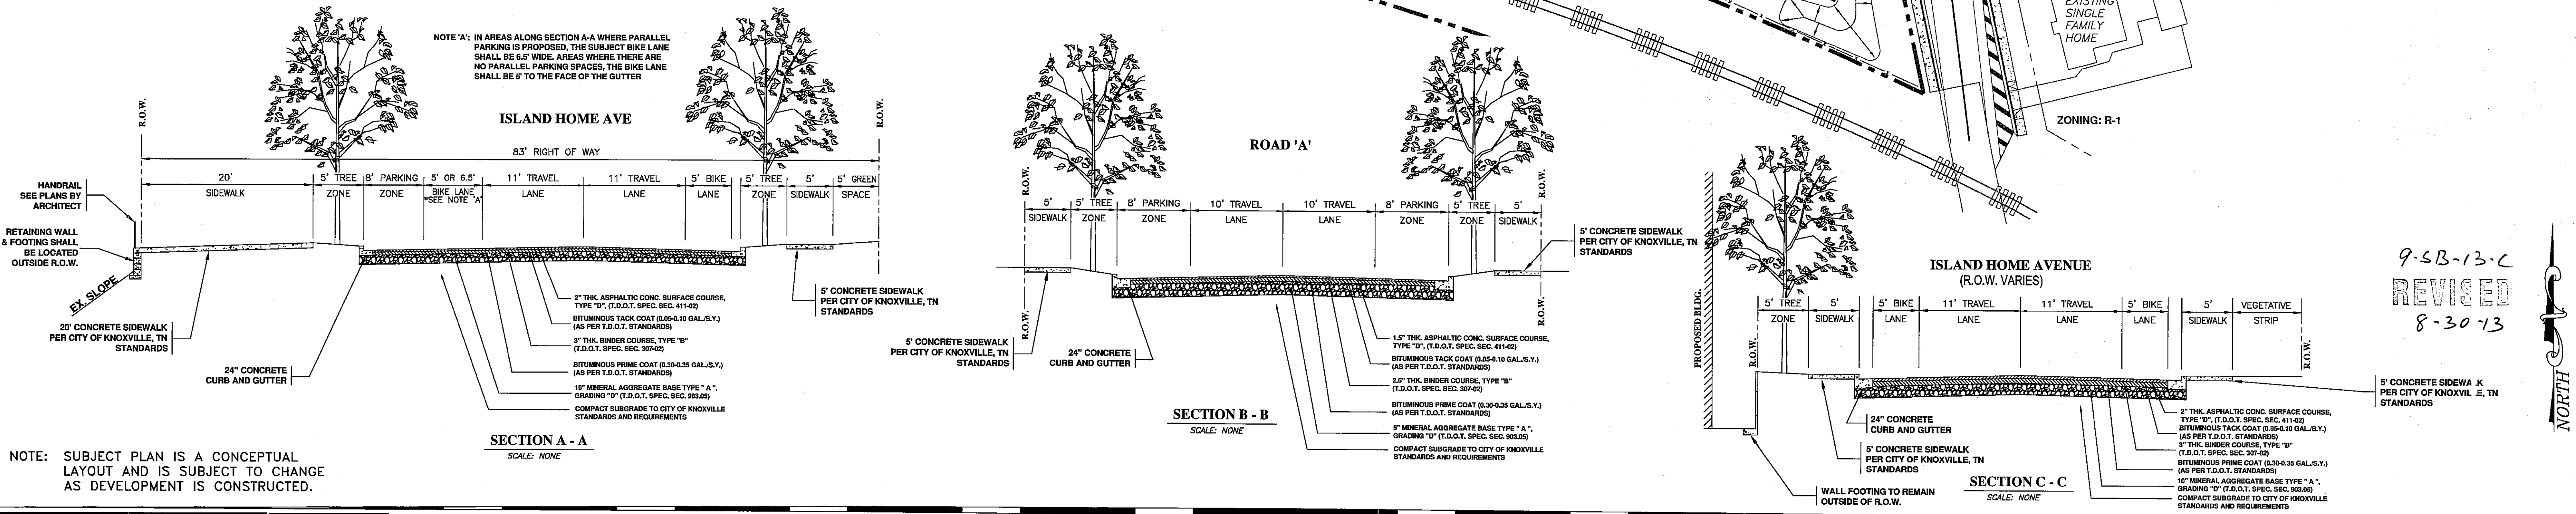 NOTE 'A': IN AREAS ALONG SECTION A-A WHERE PARALLEL
PARKING IS PROPOSED, THE SUBJECT BIKE LANE
SHALL BE 6.5' WIDE. AREAS WHERE THERE ARE
NO PARALLEL PARKING SPACES, THE BIKE LANE
SHALL BE 5' TO THE FACE OF THE GUTTER
ISLAND HOME AVE
R.O.W.
R.O.W.
83' RIGHT OF WAY
20'
SIDEWALK
5' TREE
ZONE
8' PARKING
ZONE
5' OR 6.5'
BIKE LANE
*SEE NOTE 'A'
11' TRAVEL
LANE
11' TRAVEL
LANE
5' BIKE
LANE
5' TREE
ZONE
5'
SIDEWALK
5' GREEN
SPACE
HANDRAIL
SEE PLANS BY
ARCHITECT
RETAINING WALL
& FOOTING SHALL
BE LOCATED
OUTSIDE R.O.W.
EX. SLOPE
20' CONCRETE SIDEWALK
PER CITY OF KNOXVILLE, TN
STANDARDS
24" CONCRETE
CURB AND GUTTER
2" THK. ASPHALTIC CONC. SURFACE COURSE,
TYPE "D", (T.D.O.T. SPEC. SEC. 411-02)
BITUMINOUS TACK COAT (0.05-0.10 GAL./S.Y.)
(AS PER T.D.O.T. STANDARDS)
3" THK. BINDER COURSE, TYPE "B"
(T.D.O.T. SPEC. SEC. 307-02)
BITUMINOUS PRIME COAT (0.30-0.35 GAL./S.Y.)
(AS PER T.D.O.T. STANDARDS)
10" MINERAL AGGREGATE BASE TYPE " A ",
GRADING "D" (T.D.O.T. SPEC. SEC. 903.05)
COMPACT SUBGRADE TO CITY OF KNOXVILLE
STANDARDS AND REQUIREMENTS
5' CONCRETE SIDEWALK
PER CITY OF KNOXVILLE, TN
STANDARDS
SECTION A - A
SCALE: NONE
NOTE: SUBJECT PLAN IS A CONCEPTUAL
LAYOUT AND IS SUBJECT TO CHANGE
AS DEVELOPMENT IS CONSTRUCTED.
ROAD 'A'
R.O.W.
R.O.W.
5'
SIDEWALK
5' TREE
ZONE
8' PARKING
ZONE
10' TRAVEL
LANE
10' TRAVEL
LANE
8' PARKING
ZONE
5' TREE
ZONE
5'
SIDEWALK
5' CONCRETE SIDEWALK
PER CITY OF KNOXVILLE, TN
STANDARDS
R.O.W.
R.O.W.
5' CONCRETE SIDEWALK
PER CITY OF KNOXVILLE, TN
STANDARDS
24" CONCRETE
CURB AND GUTTER
1.5" THK. ASPHALTIC CONC. SURFACE COURSE,
TYPE "D", (T.D.O.T. SPEC. SEC. 411-02)
BITUMINOUS TACK COAT (0.05-0.10 GAL./S.Y.)
(AS PER T.D.O.T. STANDARDS)
2.5" THK. BINDER COURSE, TYPE "B"
(T.D.O.T. SPEC. SEC. 307-02)
BITUMINOUS PRIME COAT (0.30-0.35 GAL./S.Y.)
(AS PER T.D.O.T. STANDARDS)
8" MINERAL AGGREGATE BASE TYPE " A ",
GRADING "D" (T.D.O.T. SPEC. SEC. 903.05)
COMPACT SUBGRADE TO CITY OF KNOXVILLE
STANDARDS AND REQUIREMENTS
SECTION B - B
SCALE: NONE
EXISTING
SINGLE
FAMILY
HOME
ZONING: R-1
ISLAND HOME AVENUE
(R.O.W. VARIES)
PROPOSED BLDG.
R.O.W.
R.O.W.
5' TREE
ZONE
5'
SIDEWALK
5' BIKE
LANE
11' TRAVEL
LANE
11' TRAVEL
LANE
5' BIKE
LANE
5'
SIDEWALK
VEGETATIVE
STRIP
24" CONCRETE
CURB AND GUTTER
5' CONCRETE SIDEWALK
PER CITY OF KNOXVILLE, TN
STANDARDS
WALL FOOTING TO REMAIN
OUTSIDE OF R.O.W.
2" THK. ASPHALTIC CONC. SURFACE COURSE,
TYPE "D", (T.D.O.T. SPEC. SEC. 411-02)
BITUMINOUS TACK COAT (0.05-0.10 GAL./S.Y.)
(AS PER T.D.O.T. STANDARDS)
3" THK. BINDER COURSE, TYPE "B"
(T.D.O.T. SPEC. SEC. 307-02)
BITUMINOUS PRIME COAT (0.30-0.35 GAL./S.Y.)
(AS PER T.D.O.T. STANDARDS)
10" MINERAL AGGREGATE BASE TYPE " A ",
GRADING "D" (T.D.O.T. SPEC. SEC. 903.05)
COMPACT SUBGRADE TO CITY OF KNOXVILLE
STANDARDS AND REQUIREMENTS
5' CONCRETE SIDEWA .K
PER CITY OF KNOXVIL .E, TN
STANDARDS
SECTION C - C
SCALE: NONE
9-SB-13-C
REVISED
8-30-13
NORTH